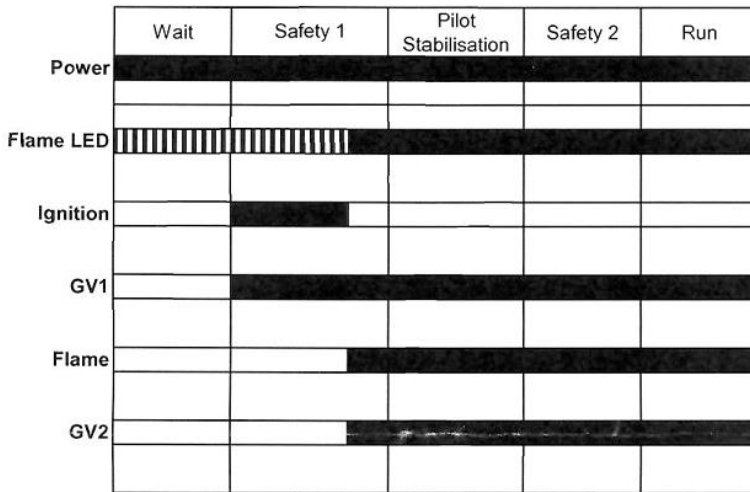 Wait
Safety 1
Pilot
Stabilisation
Safety 2
Run
Power
Flame LED
Ignition
GV1
Flame
GV2